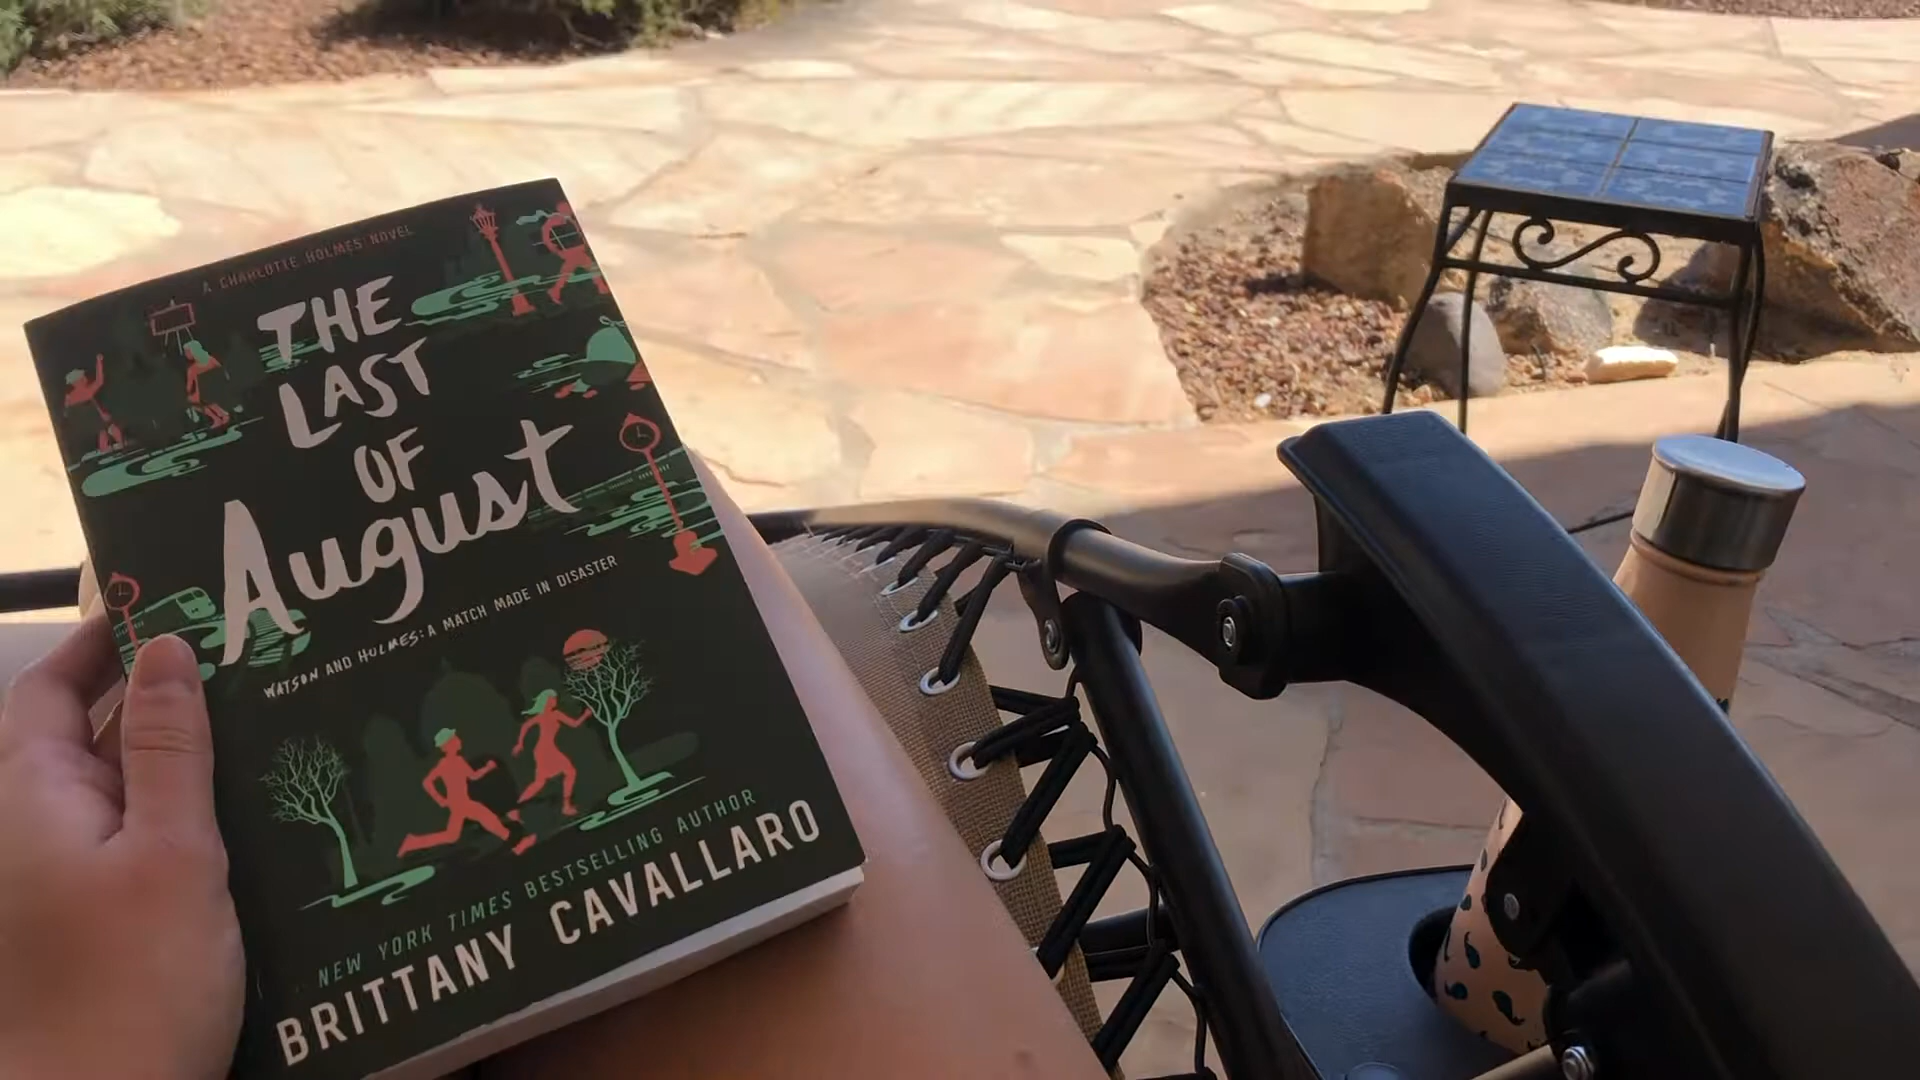 A CHARLOTTE HOLMES NOVEL
THE
LAST
OF
August
WATSON AND HOLMES: A MATCH MADE IN DISASTER
NEW YORK TIMES BESTSELLING AUTHOR
BRITTANY CAVALLARO